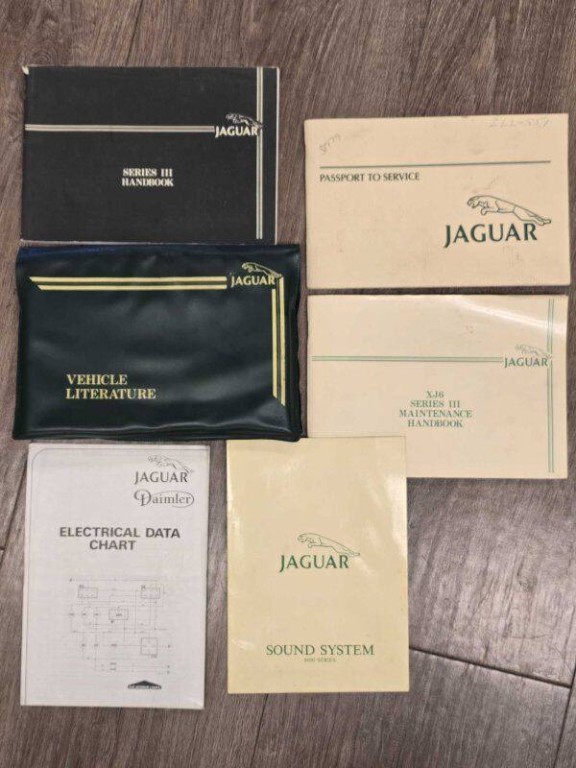 JAGUAR
SERIES III
HANDBOOK
PASSPORT TO SERVICE
JAGUAR
JAGUAR
VEHICLE
LITERATURE
JAGUAR
XJ6
SERIES III
MAINTENANCE
HANDBOOK
JAGUAR
Daimler
ELECTRICAL DATA
CHART
JAGUAR
SOUND SYSTEM